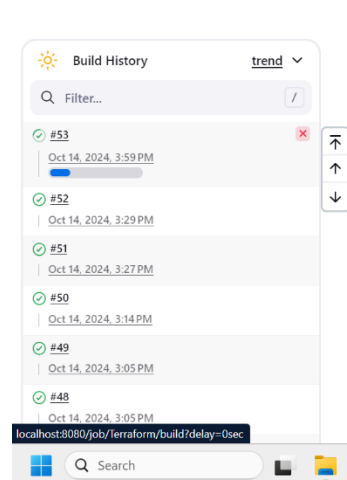 Build History
trend
Filter...
/
#53
Oct 14, 2024, 3:59 PM
#52
Oct 14, 2024, 3:29 PM
#51
Oct 14, 2024, 3:27 PM
#50
Oct 14, 2024, 3:14 PM
#49
Oct 14, 2024, 3:05 PM
#48
Oct 14, 2024, 3:05 PM
localhost:8080/job/Terraform/build?delay=0sec
Search